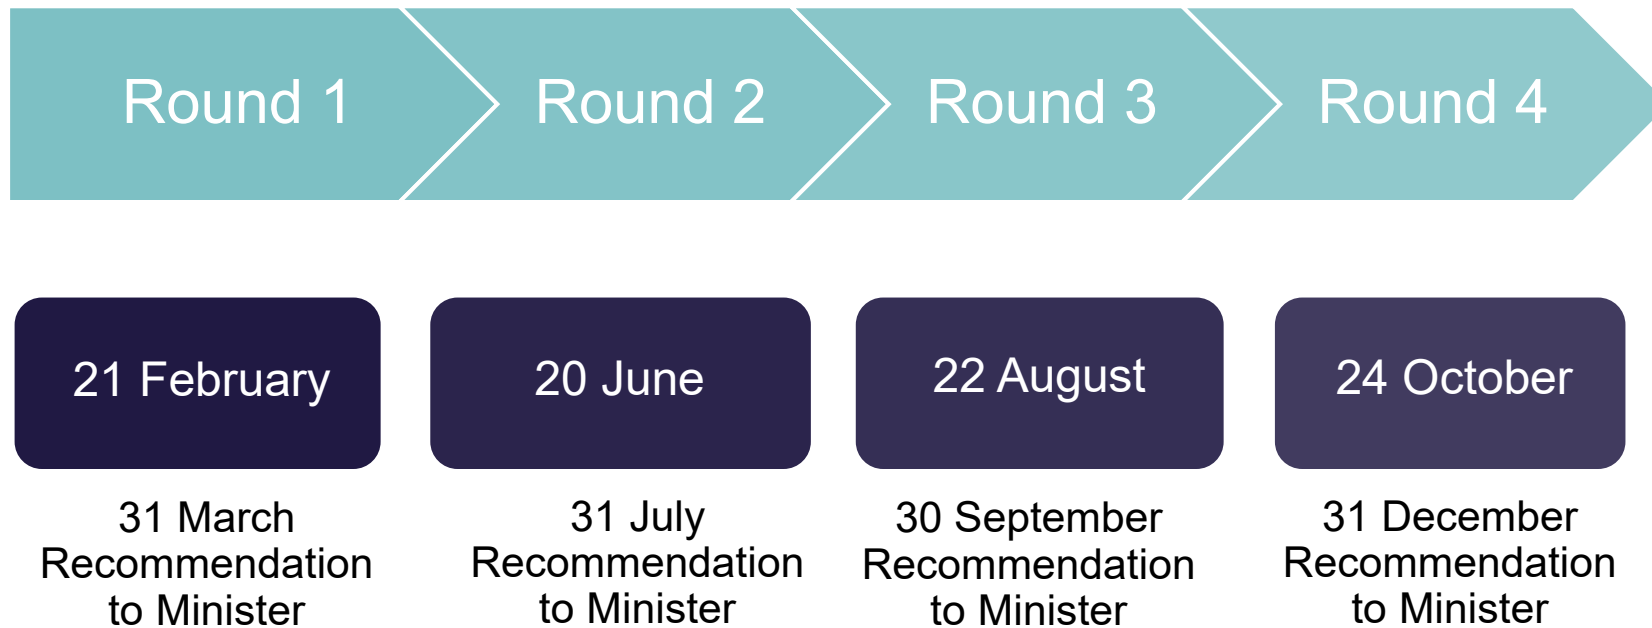 Round 1
Round 2
Round 3
Round 4
21 February
20 June
22 August
24 October
31 March
Recommendation
to Minister
31 July
Recommendation
to Minister
30 September
Recommendation
to Minister
31 December
Recommendation
to Minister